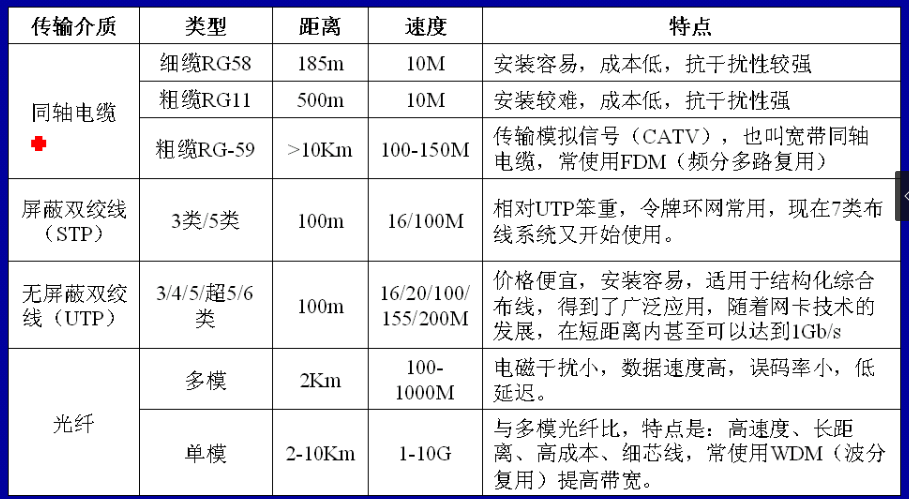 传输介质 类型 距离 速度 特点
同轴电缆
细缆RG58 185m 10M 安装容易，成本低，抗干扰性较强
粗缆RG11 500m 10M 安装较难，成本低，抗干扰性强
粗缆RG-59 >10Km 100-150M 传输模拟信号（CATV），也叫宽带同轴
电缆，常使用FDM（频分多路复用）
屏蔽双绞线
（STP）
3类/5类 100m 16/100M 相对UTP笨重，令牌环网常用，现在7类布
线系统又开始使用。
无屏蔽双绞
线（UTP）
3/4/5/超5/6
类
100m
16/20/100/
155/200M
价格便宜，安装容易，适用于结构化综合
布线，得到了广泛应用，随着网卡技术的
发展，在短距离内甚至可以达到1Gb/s
光纤
多模 2Km
100-
1000M
电磁干扰小，数据速度高，误码率小，低
延迟。
单模 2-10Km 1-10G
与多模光纤比，特点是：高速度、长距
离、高成本、细芯线，常使用WDM（波分
复用）提高带宽。